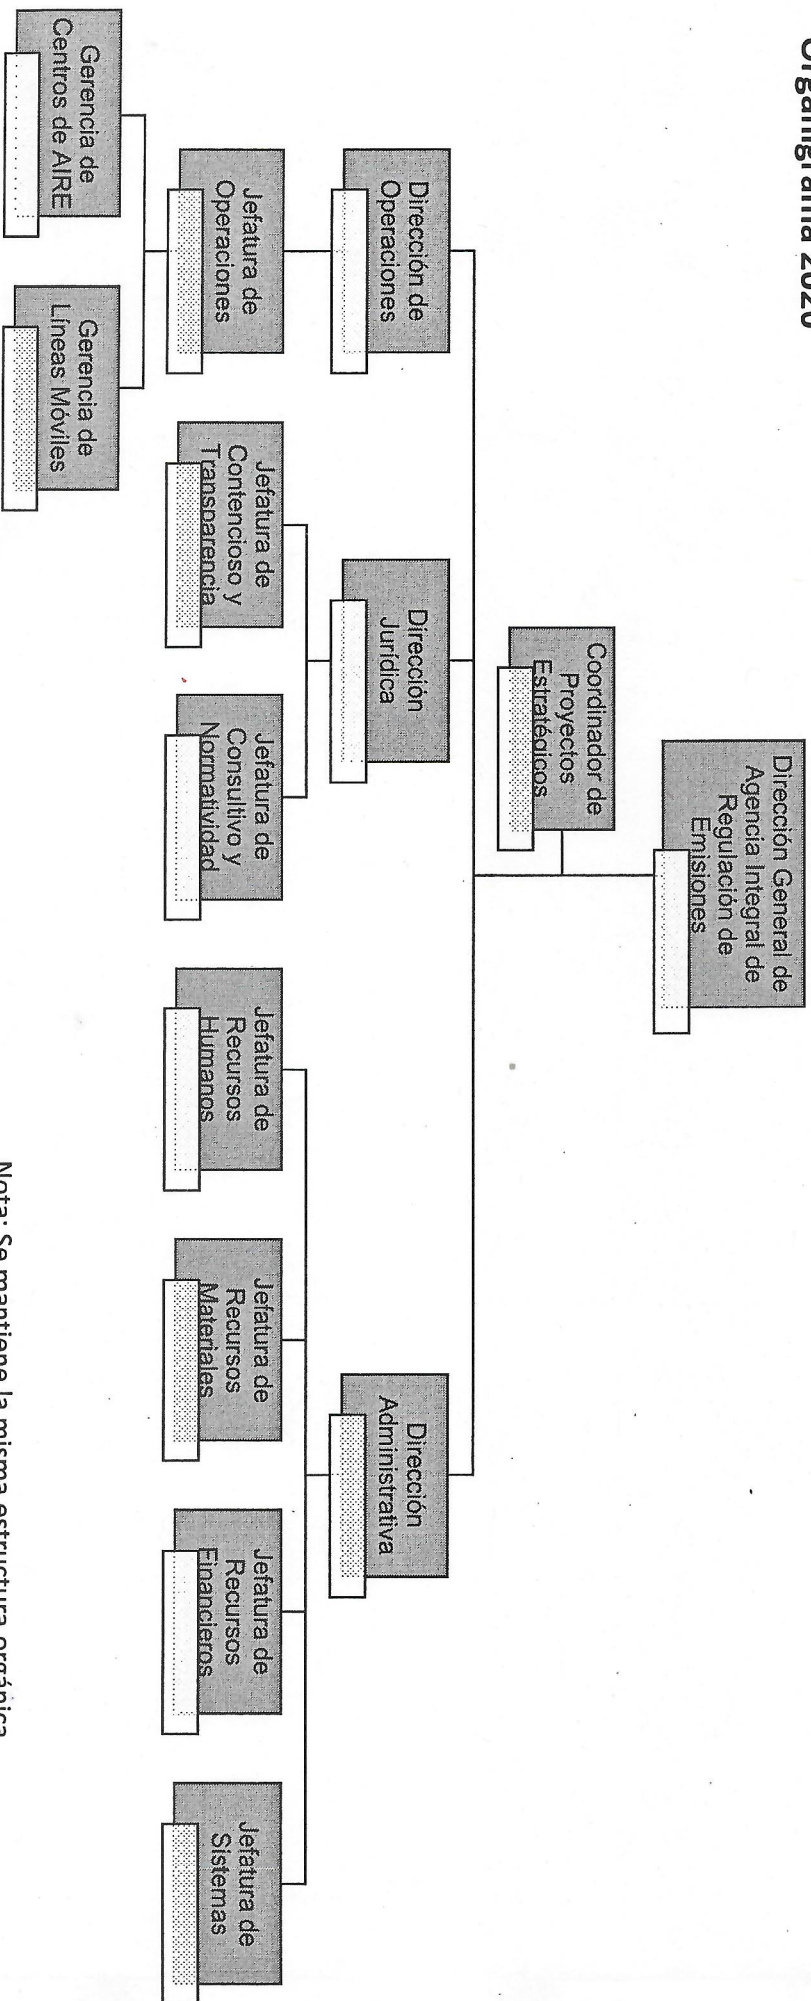 Organigrama 2020
Dirección General de
Agencia Integral de
Regulación de
Emisiones
Coordinador de
Proyectos
Estratégicos
Dirección de
Operaciones
Dirección
Jurídica
Dirección
Administrativa
Jefatura de
Operaciones
Jefatura de
Contencioso y
Transparencia
Jefatura de
Consultivo y
Normatividad
Jefatura de
Recursos
Humanos
Jefatura de
Recursos
Materiales
Jefatura de
Recursos
Financieros
Jefatura de
Sistemas
Gerencia de
Centros de AIRE
Gerencia de
Líneas Móviles
Nota: Se mantiene la misma estructura orgánica